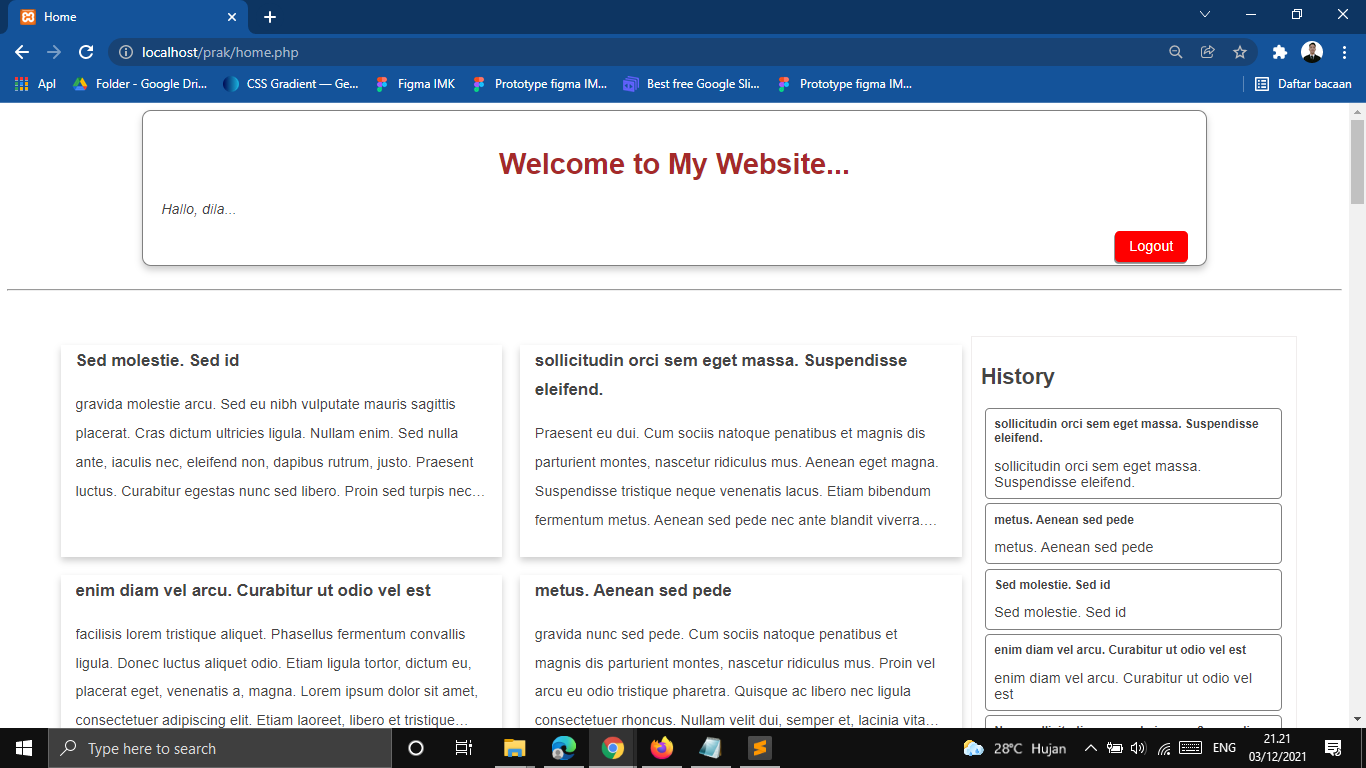 Home
localhost/prak/home.php
Apl
Folder - Google Dri...
CSS Gradient — Ge...
Figma IMK
Prototype figma IM...
Best free Google Sli...
Prototype figma IM...
Daftar bacaan
Welcome to My Website...
Hallo, dila...
Logout
Sed molestie. Sed id
gravida molestie arcu. Sed eu nibh vulputate mauris sagittis
placerat. Cras dictum ultricies ligula. Nullam enim. Sed nulla
ante, iaculis nec, eleifend non, dapibus rutrum, justo. Praesent
luctus. Curabitur egestas nunc sed libero. Proin sed turpis nec...
sollicitudin orci sem eget massa. Suspendisse
eleifend.
Praesent eu dui. Cum sociis natoque penatibus et magnis dis
parturient montes, nascetur ridiculus mus. Aenean eget magna.
Suspendisse tristique neque venenatis lacus. Etiam bibendum
fermentum metus. Aenean sed pede nec ante blandit viverra....
enim diam vel arcu. Curabitur ut odio vel est
facilisis lorem tristique aliquet. Phasellus fermentum convallis
ligula. Donec luctus aliquet odio. Etiam ligula tortor, dictum eu,
placerat eget, venenatis a, magna. Lorem ipsum dolor sit amet,
consectetuer adipiscing elit. Etiam laoreet, libero et tristique...
metus. Aenean sed pede
gravida nunc sed pede. Cum sociis natoque penatibus et
magnis dis parturient montes, nascetur ridiculus mus. Proin vel
arcu eu odio tristique pharetra. Quisque ac libero nec ligula
consectetuer rhoncus. Nullam velit dui, semper et, lacinia vita...
History
sollicitudin orci sem eget massa. Suspendisse
eleifend.
sollicitudin orci sem eget massa.
Suspendisse eleifend.
metus. Aenean sed pede
metus. Aenean sed pede
Sed molestie. Sed id
Sed molestie. Sed id
enim diam vel arcu. Curabitur ut odio vel est
enim diam vel arcu. Curabitur ut odio vel
est
Type here to search
28°C Hujan
ENG
21.21
03/12/2021